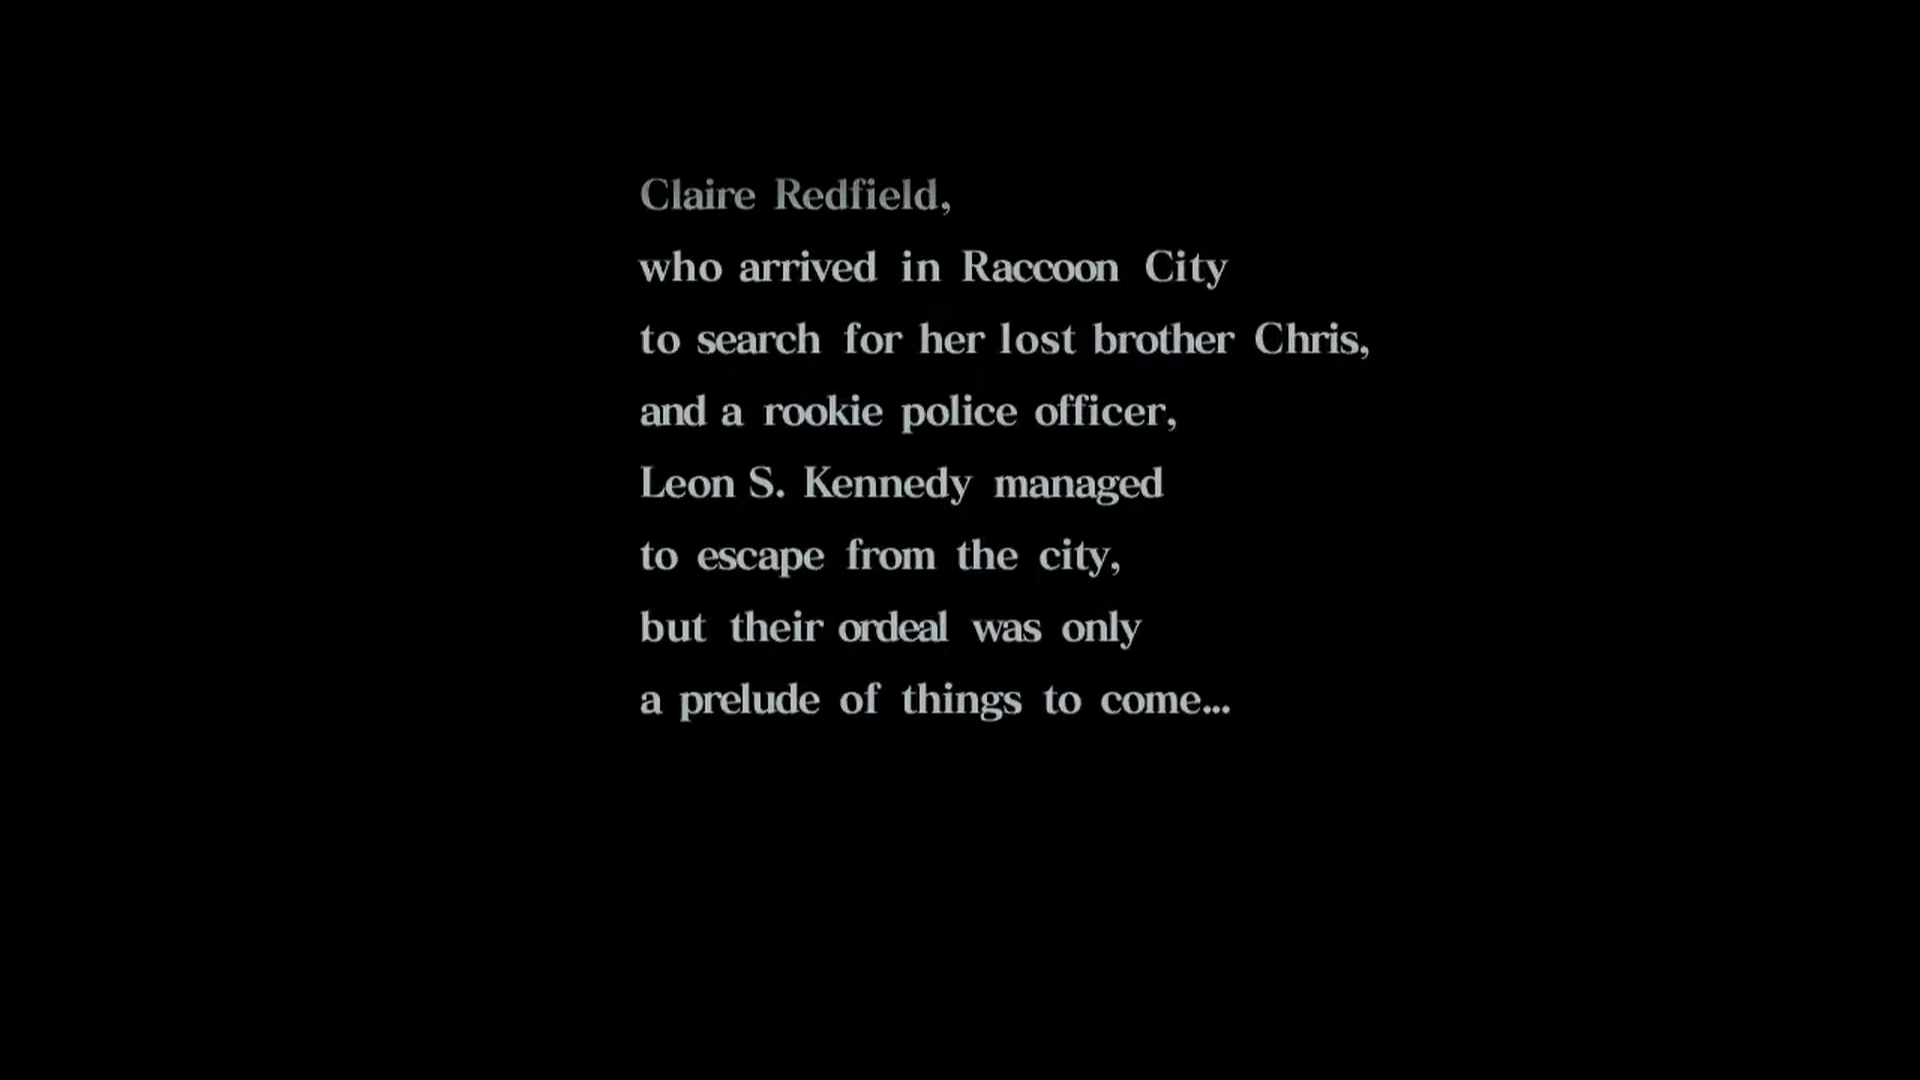 Claire Redfield,
who arrived in Raccoon City
to search for her lost brother Chris,
and a rookie police officer,
Leon S. Kennedy managed
to escape from the city,
but their ordeal was only
a prelude of things to come...